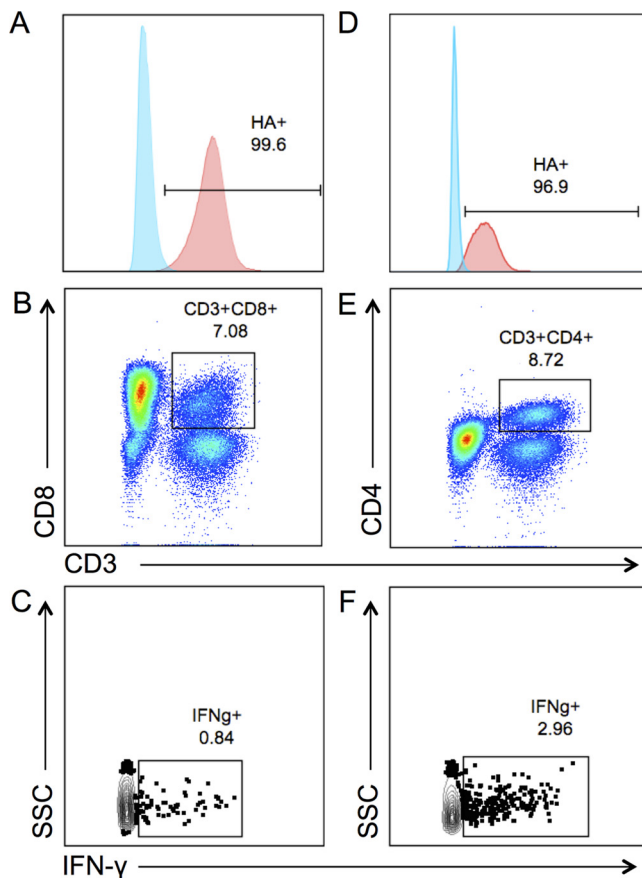 A
HA+
99.6
D
HA+
96.9
B
CD3+CD8+
7.08
CD8
E
CD3+CD4+
8.72
CD4
CD3
C
IFNg+
0.84
SSC
F
IFNg+
2.96
SSC
IFN-γ